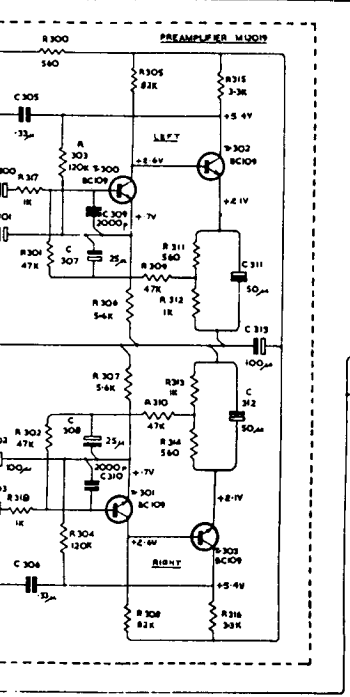 PREAMPLIFIER M12019
R300
560
R305
82K
R315
3·3K
C305
·33µ
+5·4V
LEFT
R
303
120K
Tr300
BC109
+2·6V
Tr302
BC109
R317
1K
C309
2000p
+·7V
+2·1V
R301
47K
C
307
25µ
R309
47K
R311
560
R312
1K
C311
50µ
R306
5·6K
C313
100µ
R307
5·6K
R310
47K
R313
1K
C
312
50µ
R302
47K
C
308
25µ
R314
560
100µ
2000p
C310
+·7V
R318
1K
Tr301
BC109
+2·1V
R304
120K
+2·6V
Tr303
BC109
RIGHT
C306
·33µ
+5·4V
R308
82K
R316
3·3K